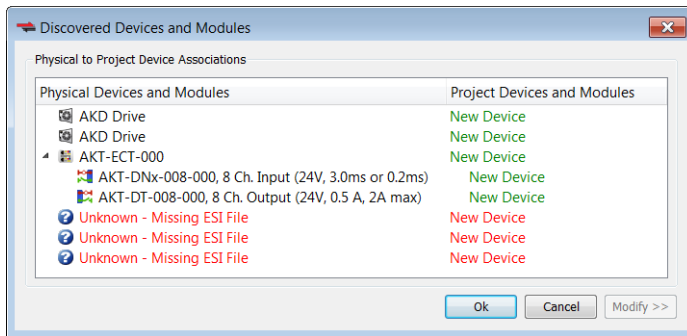 Discovered Devices and Modules
Physical to Project Device Associations
Physical Devices and Modules Project Devices and Modules
AKD Drive New Device
AKD Drive New Device
AKT-ECT-000 New Device
AKT-DNx-008-000, 8 Ch. Input (24V, 3.0ms or 0.2ms) New Device
AKT-DT-008-000, 8 Ch. Output (24V, 0.5 A, 2A max) New Device
Unknown - Missing ESI File New Device
Unknown - Missing ESI File New Device
Unknown - Missing ESI File New Device
Ok Cancel Modify >>